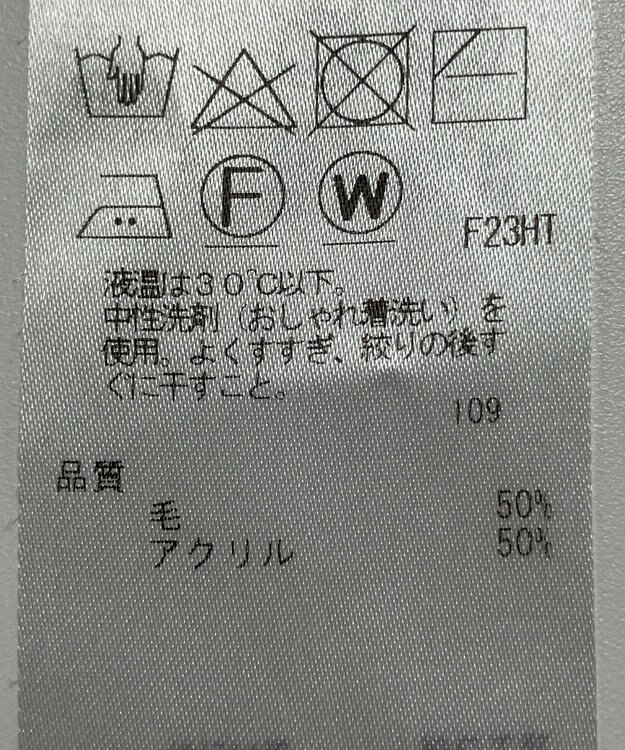 F W F23HT
液温は30℃以下。
中性洗剤（おしゃれ着洗い）を
使用。よくすすぎ、絞りの後す
ぐに干すこと。
109
品質
毛 50%
アクリル 50%